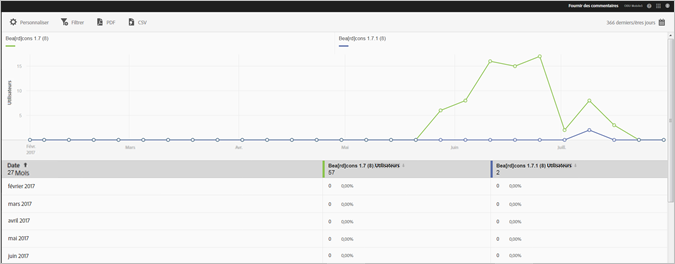 Fournir des commentaires
Personnaliser Filtrer PDF CSV 366 derniers/ères jours
Bea[rd]cons 1.7 (8) Bea[rd]cons 1.7.1 (8)
Utilisateurs
15
10
5
2017 Mars Avr. Mai Juin Juill.
Date Bea[rd]cons 1.7 (8) Utilisateurs Bea[rd]cons 1.7.1 (8) Utilisateurs
27 Mois 57 2
février 2017 0 0,00% 0 0,00%
mars 2017 0 0,00% 0 0,00%
avril 2017 0 0,00% 0 0,00%
mai 2017 0 0,00% 0 0,00%
juin 2017 0 0,00% 0 0,00%